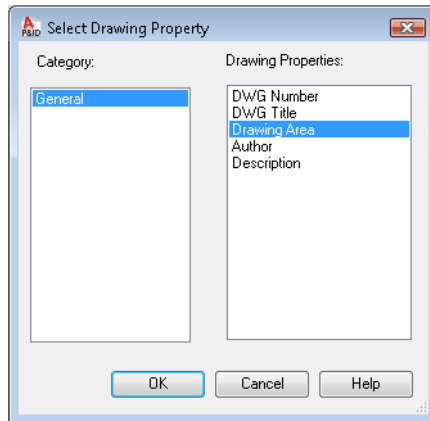 A P&ID Select Drawing Property
Category:
Drawing Properties:
General
DWG Number
DWG Title
Drawing Area
Author
Description
OK Cancel Help